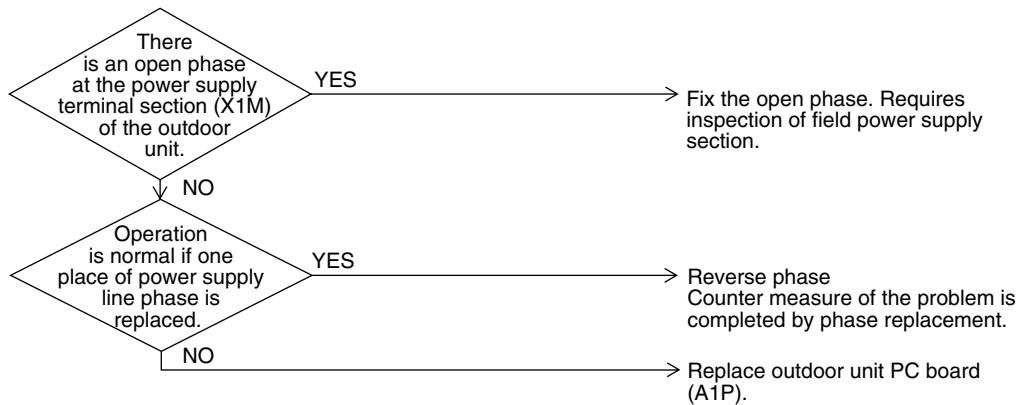 There
is an open phase
at the power supply
terminal section (X1M)
of the outdoor
unit.
YES
Fix the open phase. Requires
inspection of field power supply
section.
NO
Operation
is normal if one
place of power supply
line phase is
replaced.
YES
Reverse phase
Counter measure of the problem is
completed by phase replacement.
NO
Replace outdoor unit PC board
(A1P).